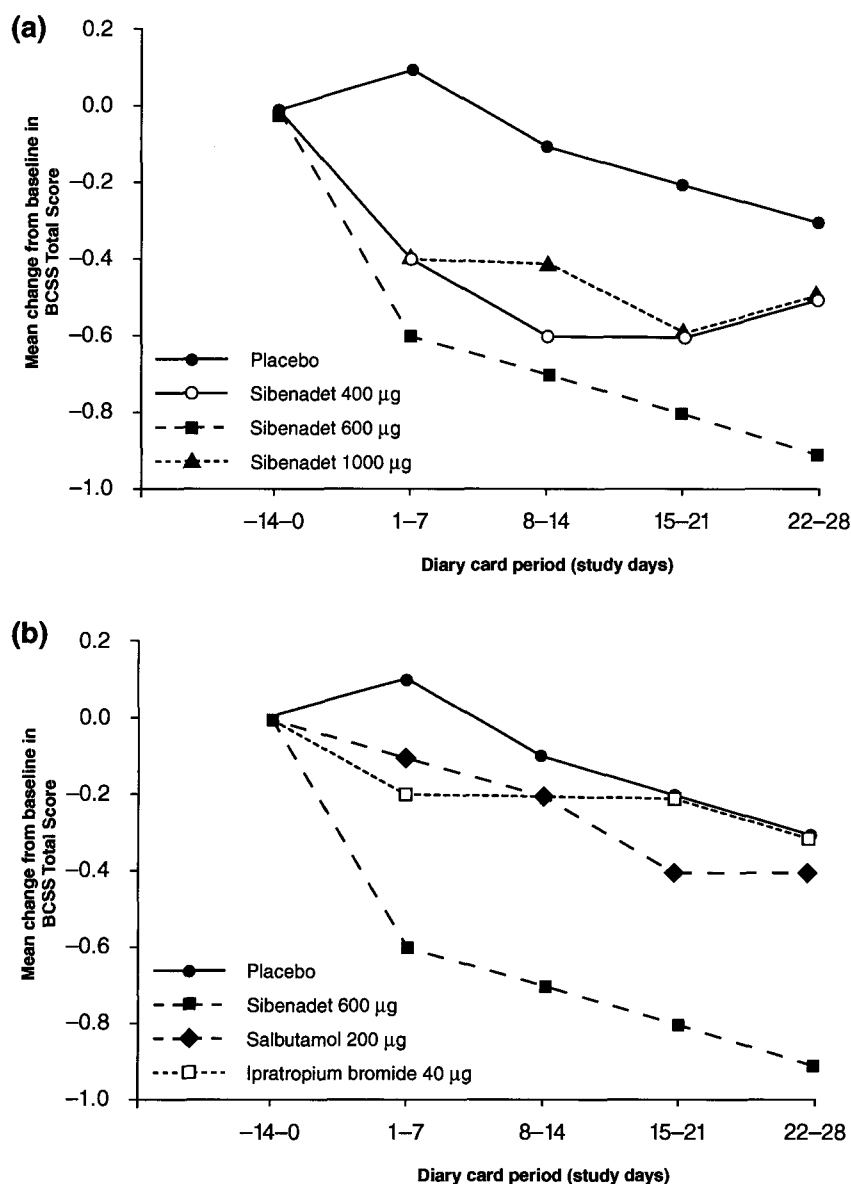 (a)
0.2
0.0
−0.2
−0.4
−0.6
−0.8
−1.0
Mean change from baseline in
BCSS Total Score
Placebo
Sibenadet 400 µg
Sibenadet 600 µg
Sibenadet 1000 µg
−14–0 1–7 8–14 15–21 22–28
Diary card period (study days)
(b)
0.2
0.0
−0.2
−0.4
−0.6
−0.8
−1.0
Mean change from baseline in
BCSS Total Score
Placebo
Sibenadet 600 µg
Salbutamol 200 µg
Ipratropium bromide 40 µg
−14–0 1–7 8–14 15–21 22–28
Diary card period (study days)